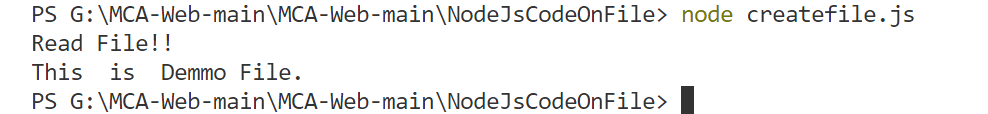 PS G:\MCA-Web-main\MCA-Web-main\NodeJsCodeOnFile> node createfile.js
Read File!!
This  is  Demmo File.
PS G:\MCA-Web-main\MCA-Web-main\NodeJsCodeOnFile>